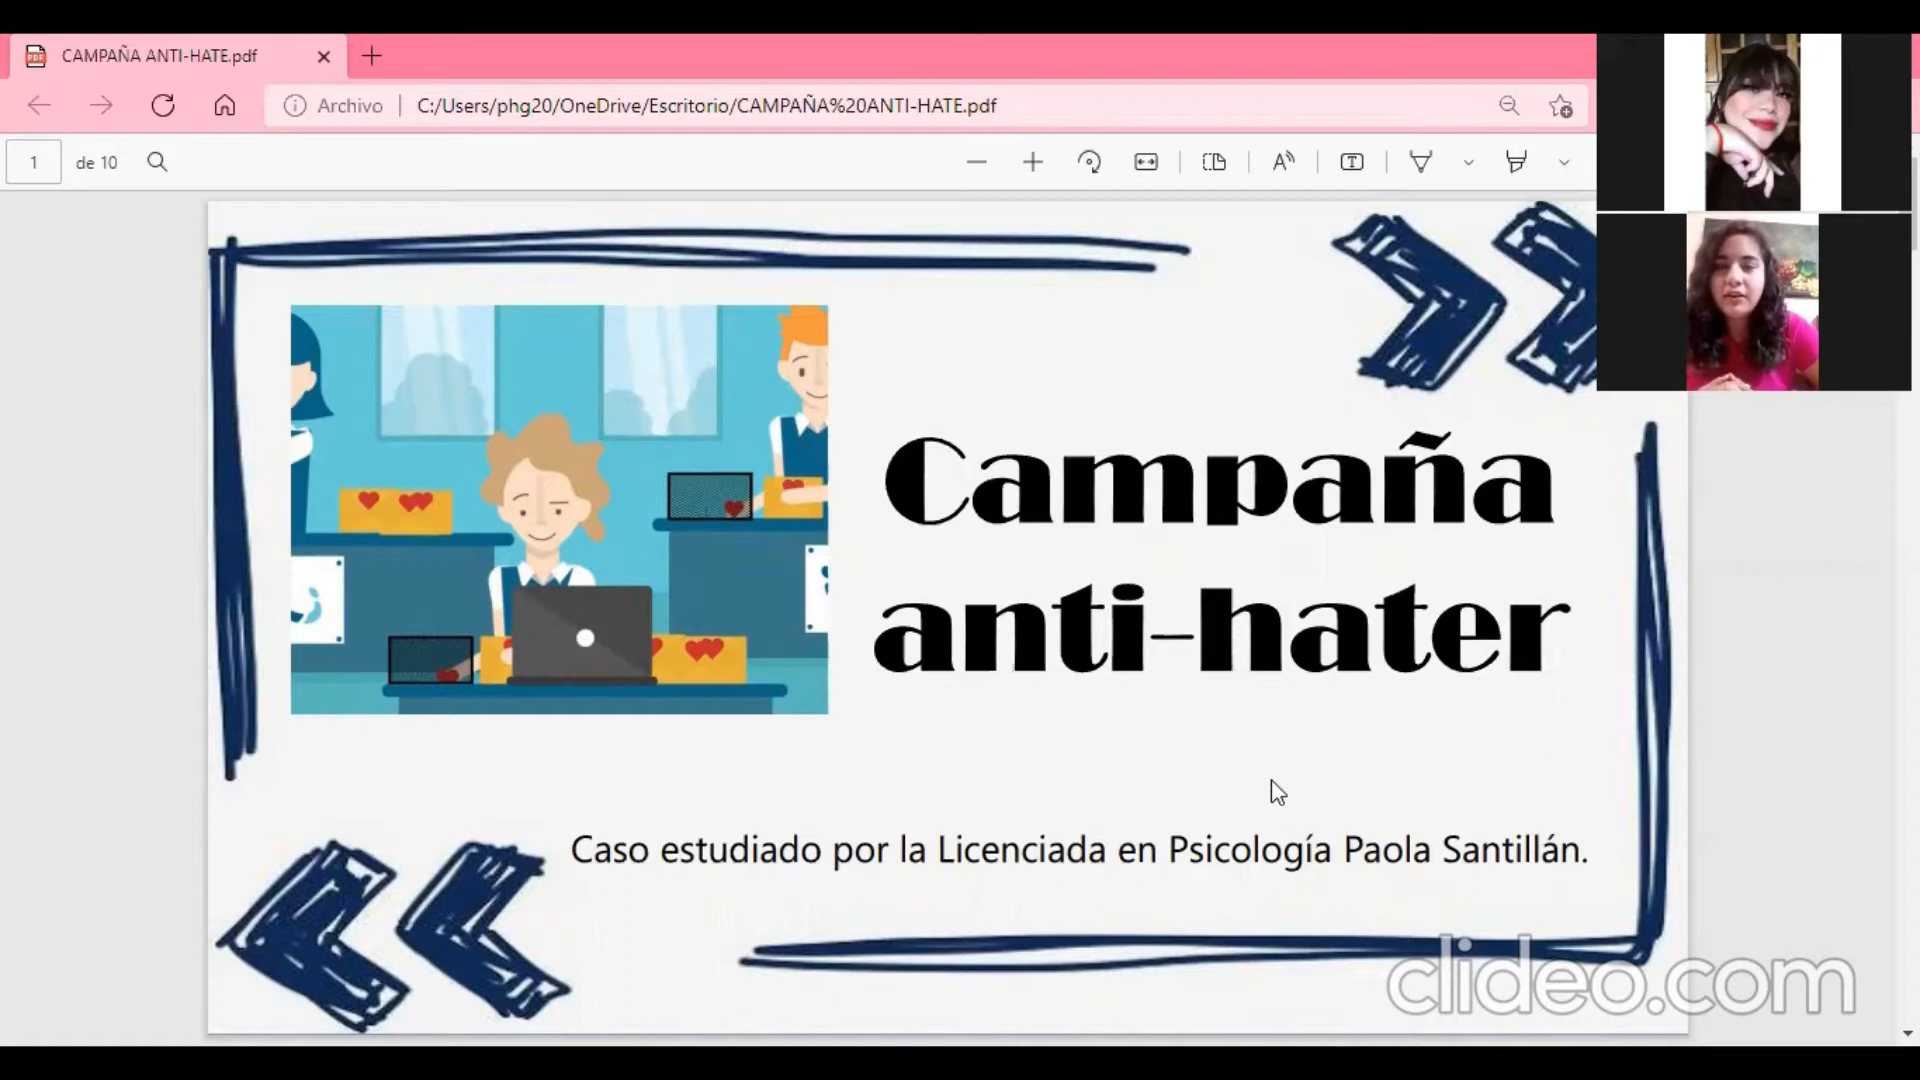 CAMPAÑA ANTI-HATE.pdf
Archivo | C:/Users/phg20/OneDrive/Escritorio/CAMPAÑA%20ANTI-HATE.pdf
1 de 10
Campaña
anti-hater
Caso estudiado por la Licenciada en Psicología Paola Santillán.
clideo.com